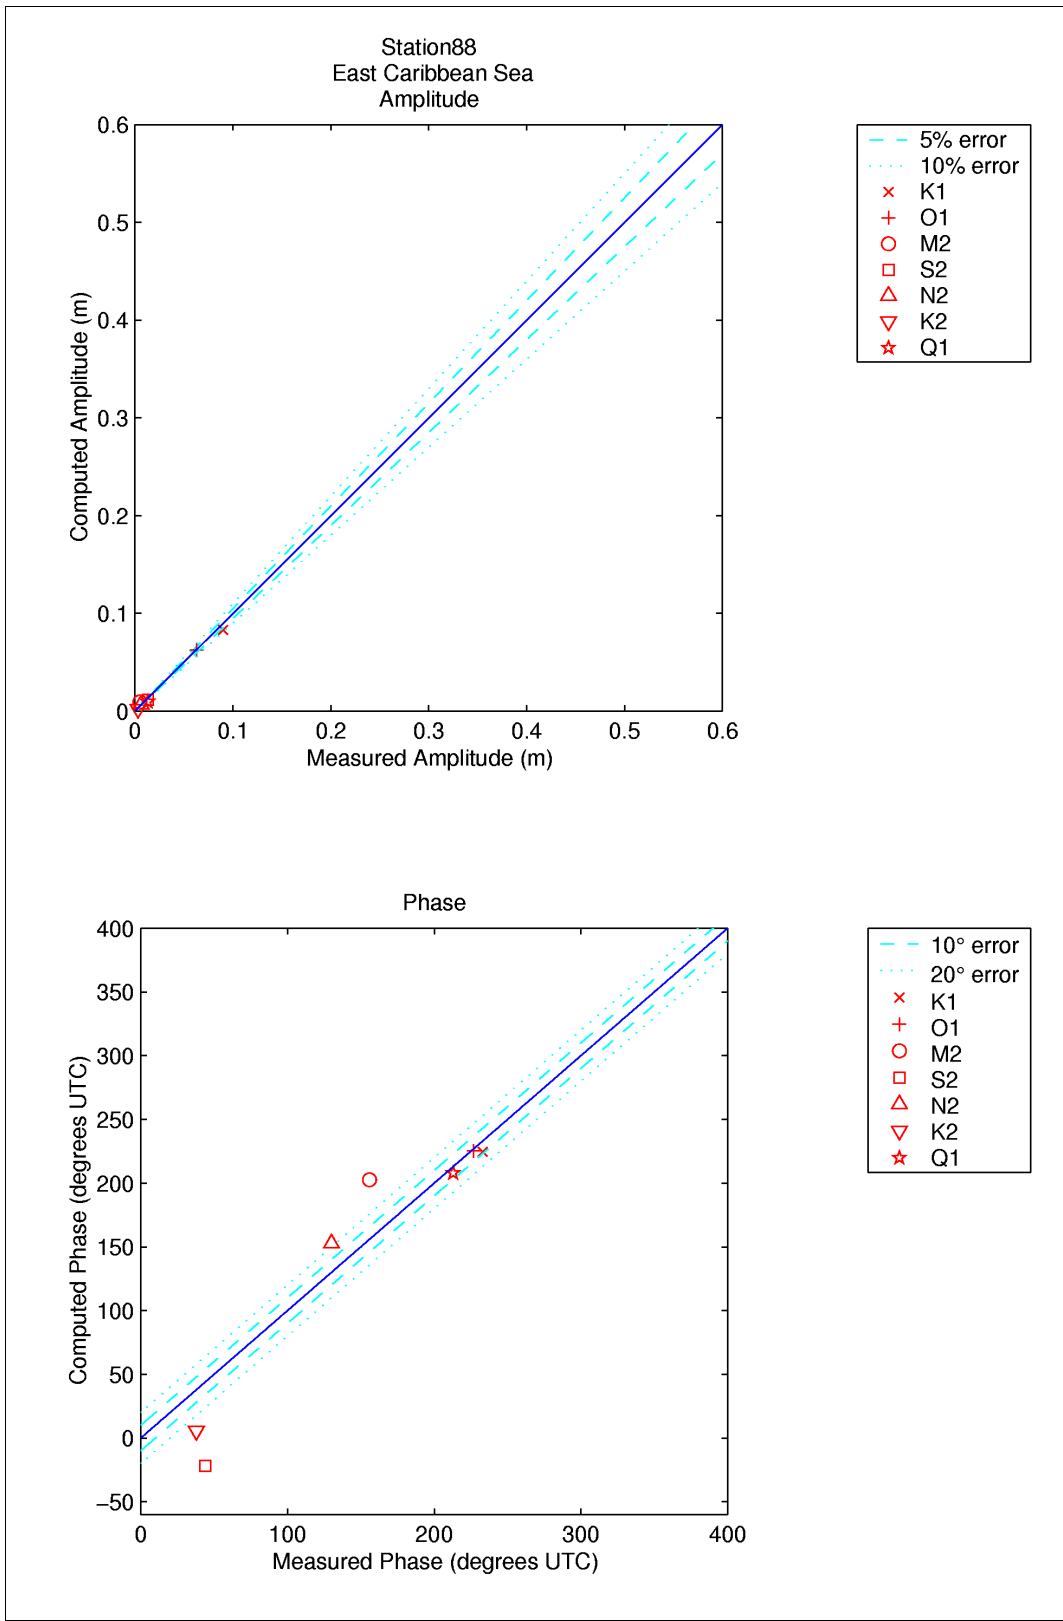 Station88
East Caribbean Sea
Amplitude
0.6
0.5
0.4
0.3
0.2
0.1
0
Computed Amplitude (m)
0
0.1
0.2
0.3
0.4
0.5
0.6
Measured Amplitude (m)
5% error
10% error
K1
O1
M2
S2
N2
K2
Q1
Phase
400
350
300
250
200
150
100
50
0
−50
Computed Phase (degrees UTC)
0
100
200
300
400
Measured Phase (degrees UTC)
10° error
20° error
K1
O1
M2
S2
N2
K2
Q1